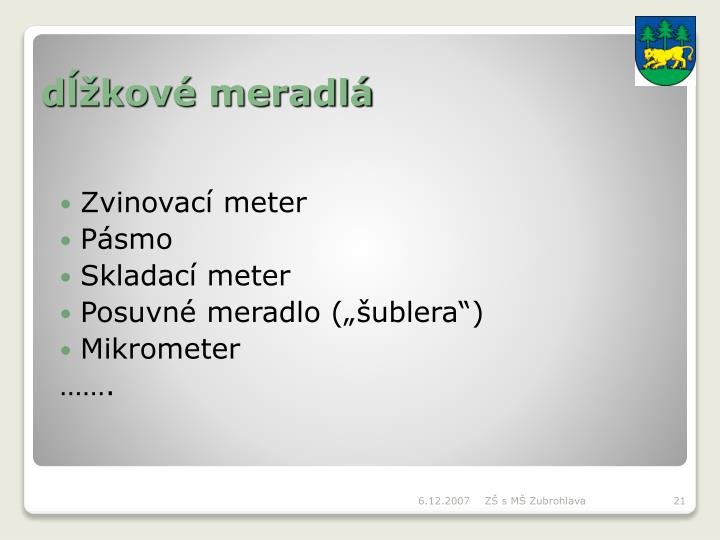 dĺžkové meradlá
Zvinovací meter
Pásmo
Skladací meter
Posuvné meradlo („šublera“)
Mikrometer
…….
6.12.2007 ZŠ s MŠ Zubrohlava 21